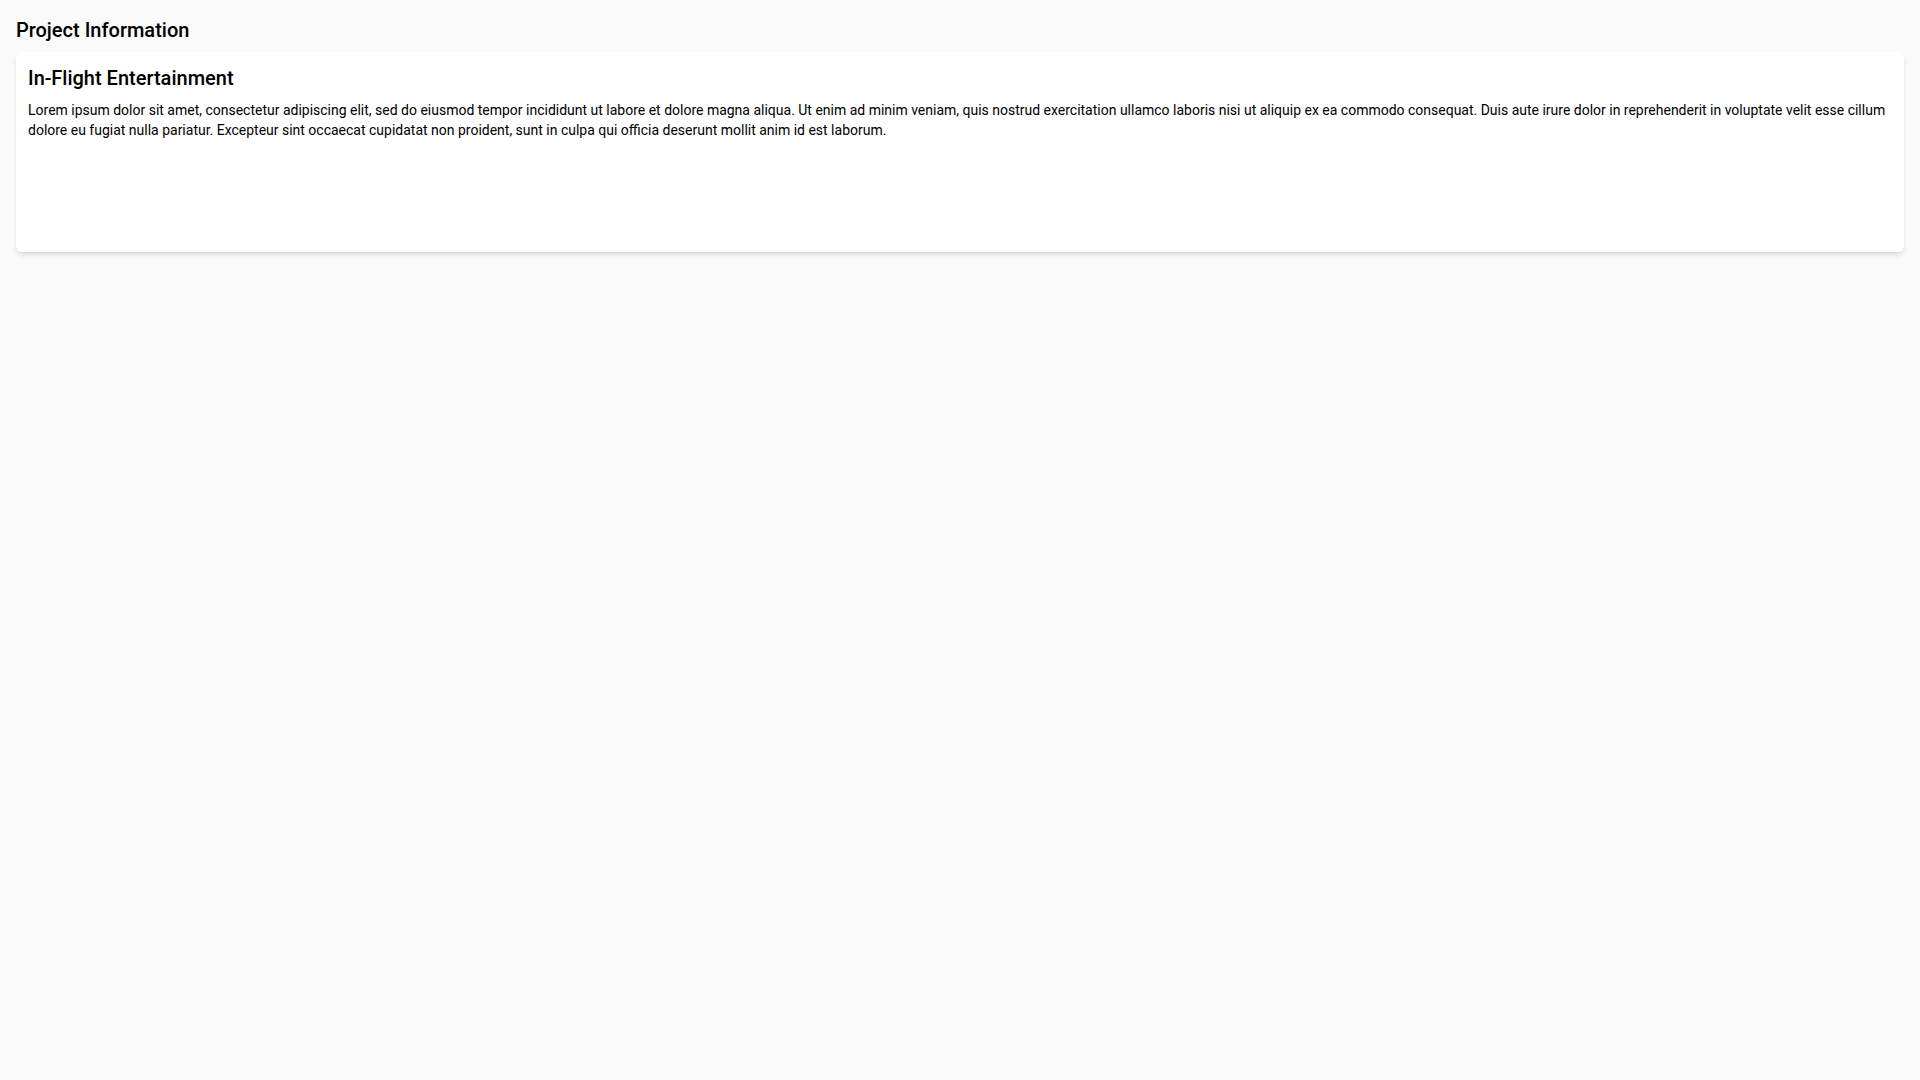 Project Information
In-Flight Entertainment
Lorem ipsum dolor sit amet, consectetur adipiscing elit, sed do eiusmod tempor incididunt ut labore et dolore magna aliqua. Ut enim ad minim veniam, quis nostrud exercitation ullamco laboris nisi ut aliquip ex ea commodo consequat. Duis aute irure dolor in reprehenderit in voluptate velit esse cillum
dolore eu fugiat nulla pariatur. Excepteur sint occaecat cupidatat non proident, sunt in culpa qui officia deserunt mollit anim id est laborum.